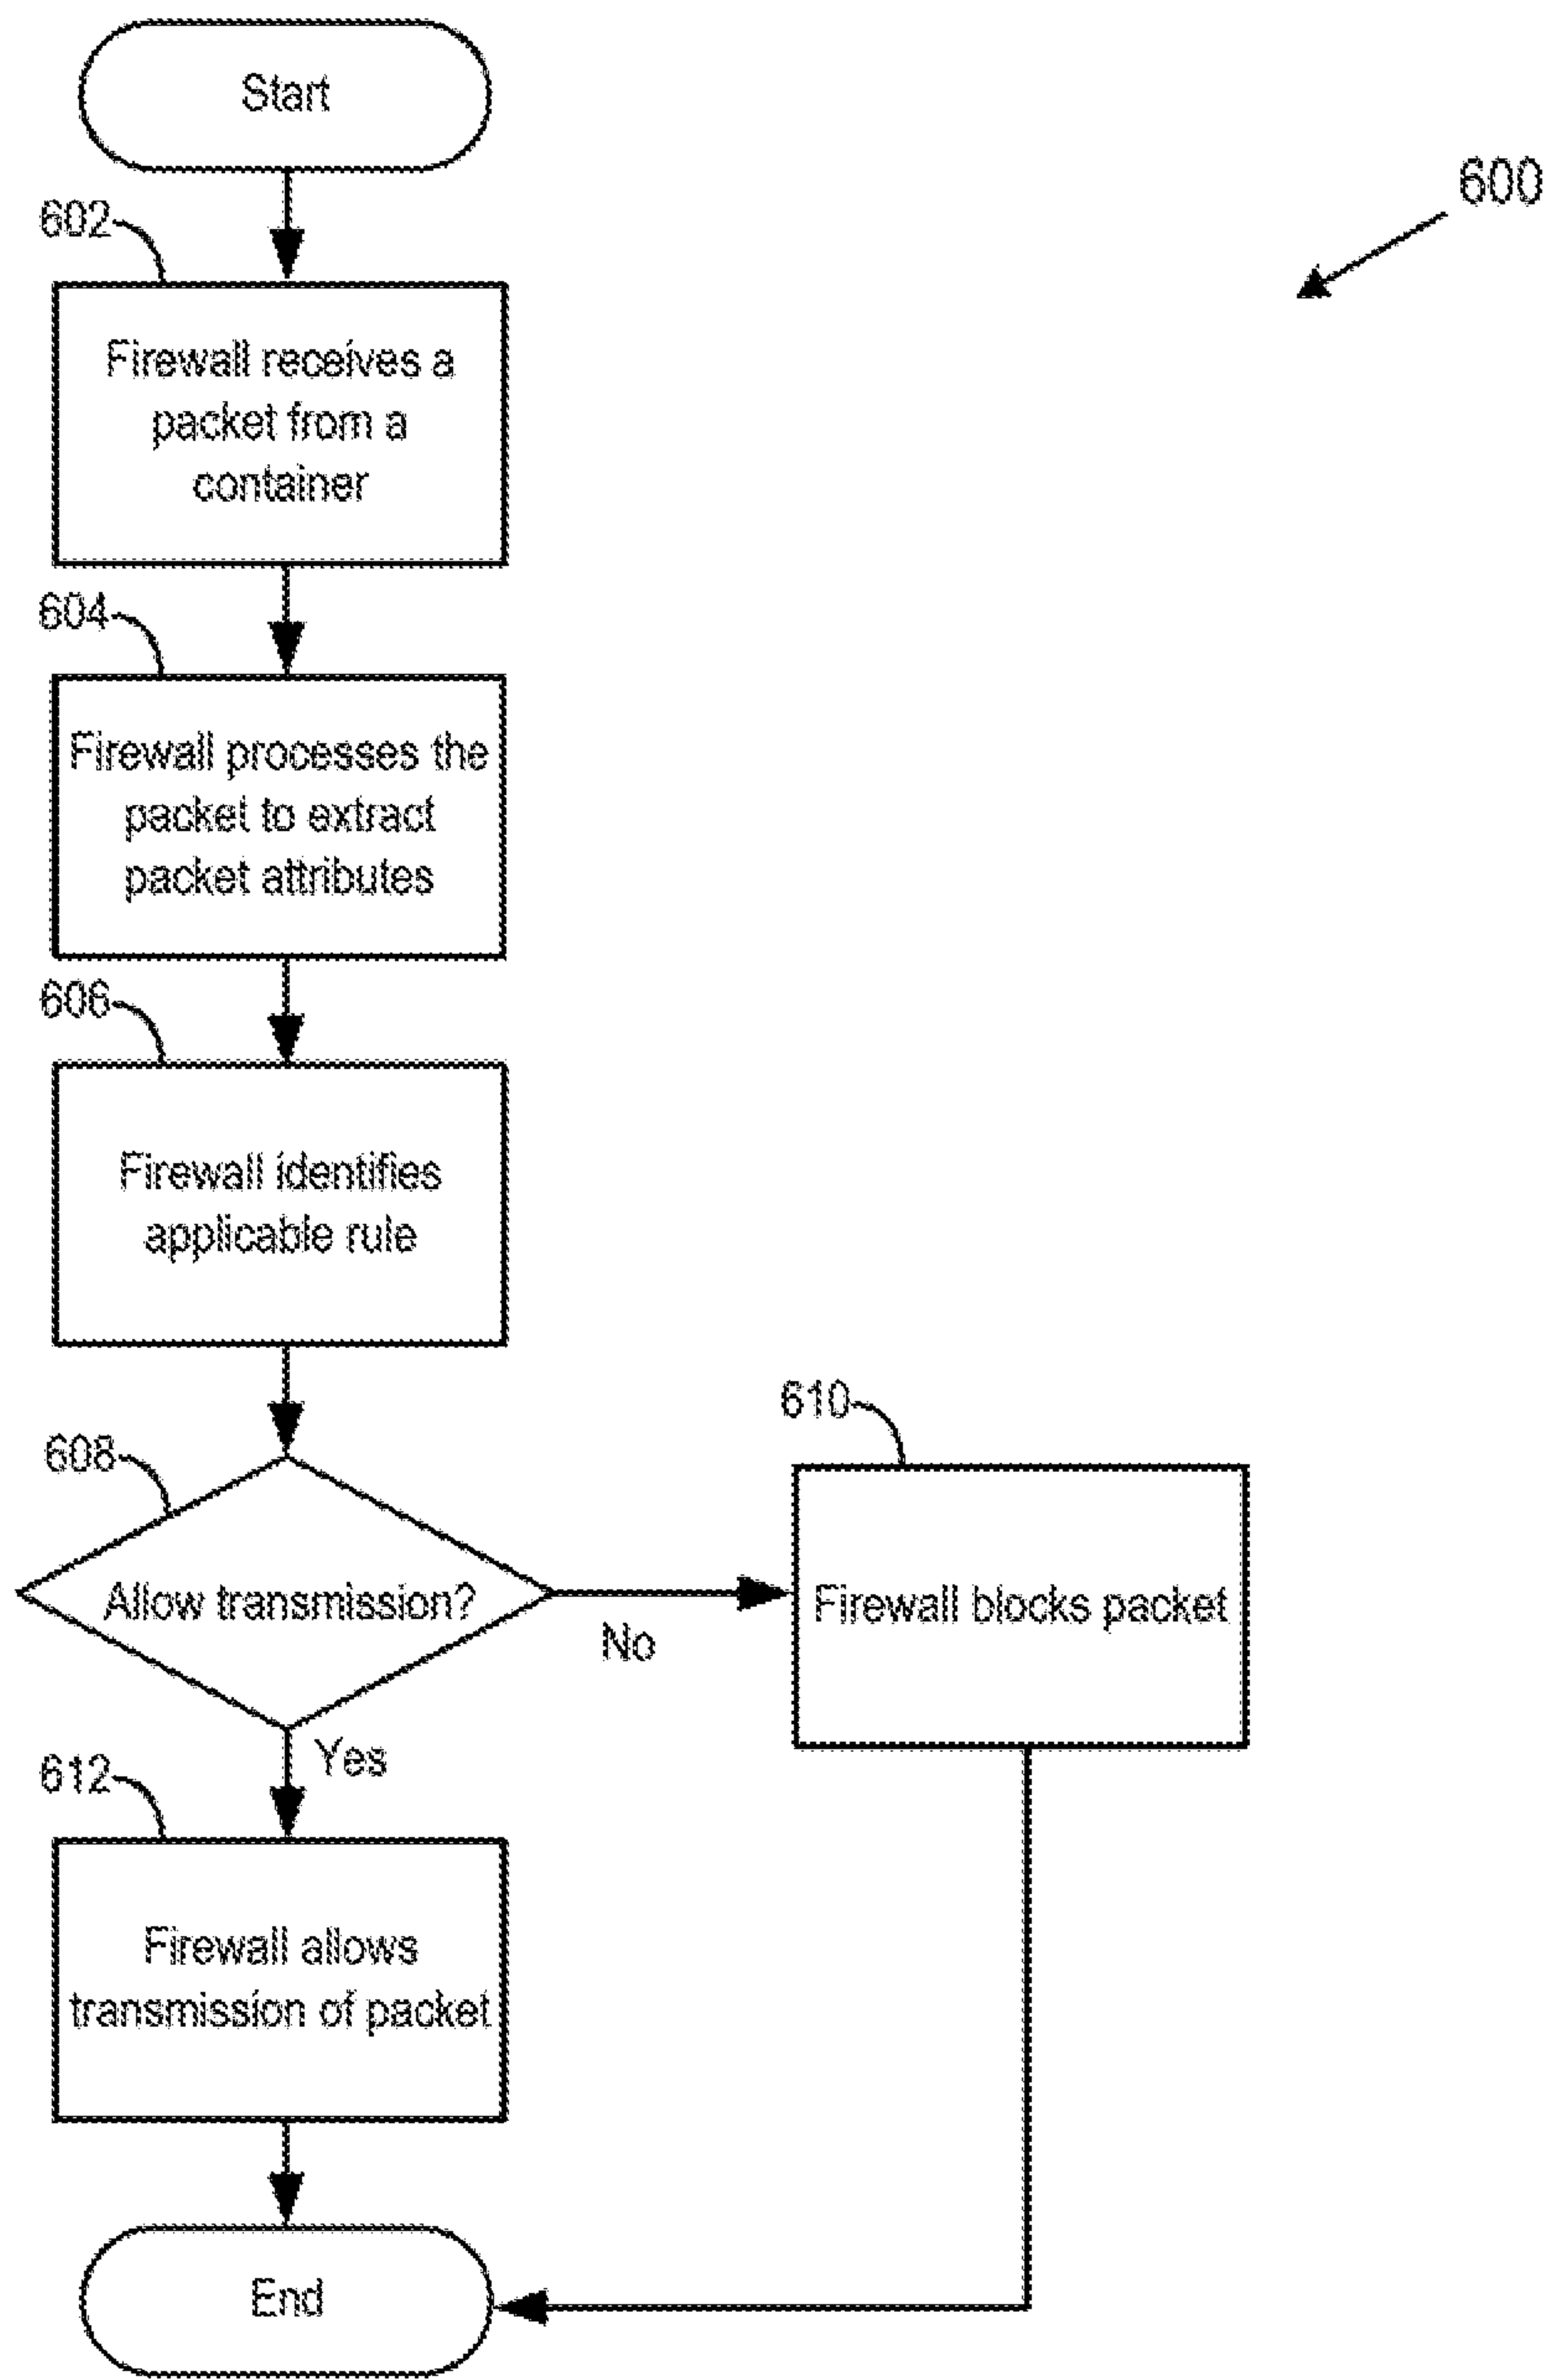 Start
600
602
Firewall receives a
packet from a
container
604
Firewall processes the
packet to extract
packet attributes
606
Firewall identifies
applicable rule
608
Allow transmission?
No
610
Firewall blocks packet
Yes
612
Firewall allows
transmission of packet
End